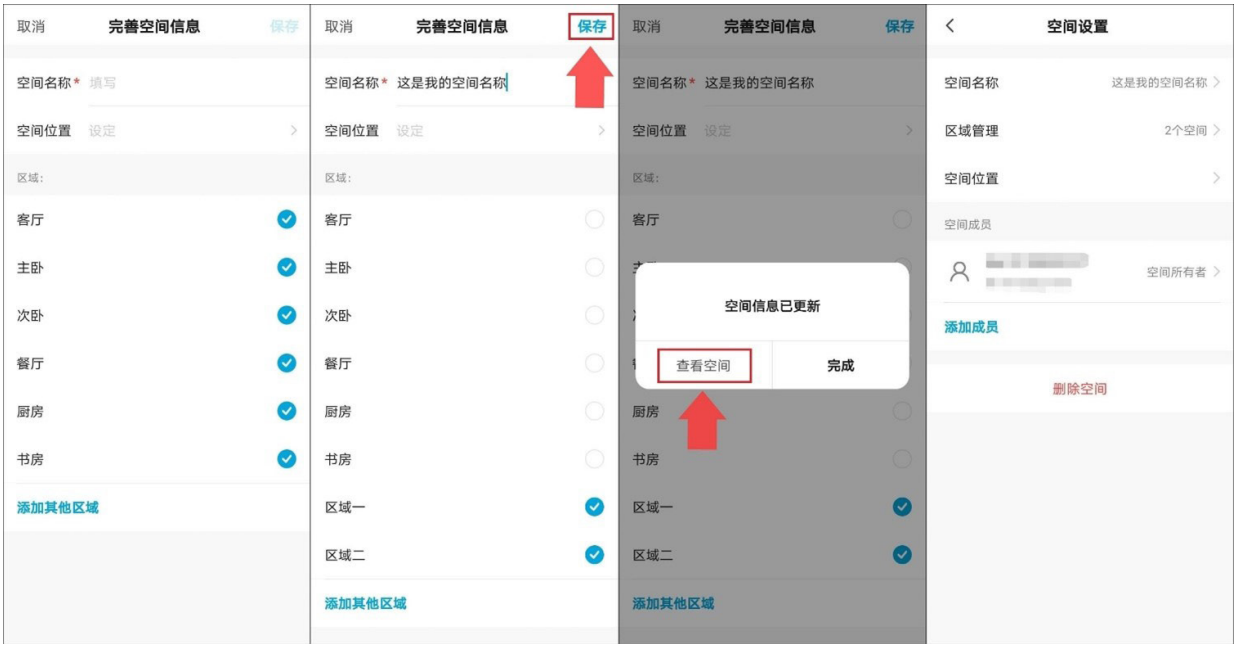 取消 完善空间信息 保存
空间名称* 填写
空间位置 设定
区域:
客厅
主卧
次卧
餐厅
厨房
书房
添加其他区域
取消 完善空间信息 保存
空间名称* 这是我的空间名称
空间位置 设定
区域:
客厅
主卧
次卧
餐厅
厨房
书房
区域一
区域二
添加其他区域
取消 完善空间信息 保存
空间名称* 这是我的空间名称
空间位置 设定
区域:
客厅
空间信息已更新
查看空间 完成
厨房
书房
区域一
区域二
添加其他区域
空间设置
空间名称 这是我的空间名称
区域管理 2个空间
空间位置
空间成员
空间所有者
添加成员
删除空间